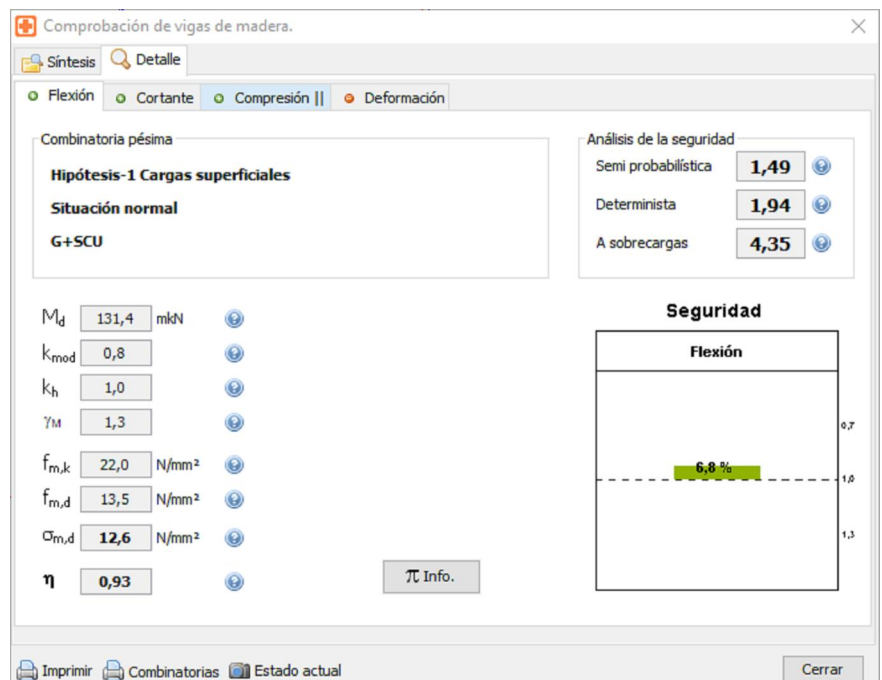 Comprobación de vigas de madera.
Síntesis Detalle
Flexión Cortante Compresión || Deformación
Combinatoria pésima
Hipótesis-1 Cargas superficiales
Situación normal
G+SCU
Análisis de la seguridad
Semi probabilística 1,49
Determinista 1,94
A sobrecargas 4,35
Md 131,4 mkN
kmod 0,8
kh 1,0
γM 1,3
fm,k 22,0 N/mm²
fm,d 13,5 N/mm²
σm,d 12,6 N/mm²
η 0,93
π Info.
Seguridad
Flexión
0,7
6,8 %
1,0
1,3
Imprimir Combinatorias Estado actual Cerrar